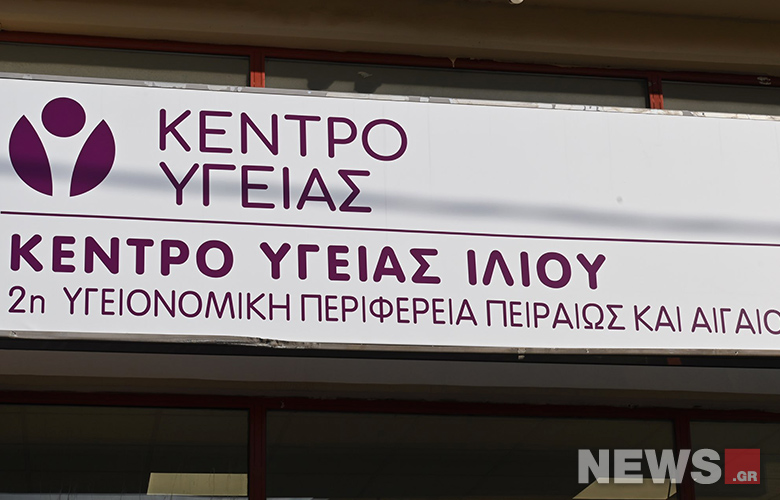 ΚΕΝΤΡΟ
ΥΓΕΙΑΣ
ΚΕΝΤΡΟ ΥΓΕΙΑΣ ΙΛΙΟΥ
2η ΥΓΕΙΟΝΟΜΙΚΗ ΠΕΡΙΦΕΡΕΙΑ ΠΕΙΡΑΙΩΣ ΚΑΙ ΑΙΓΑΙΟ
NEWS.GR